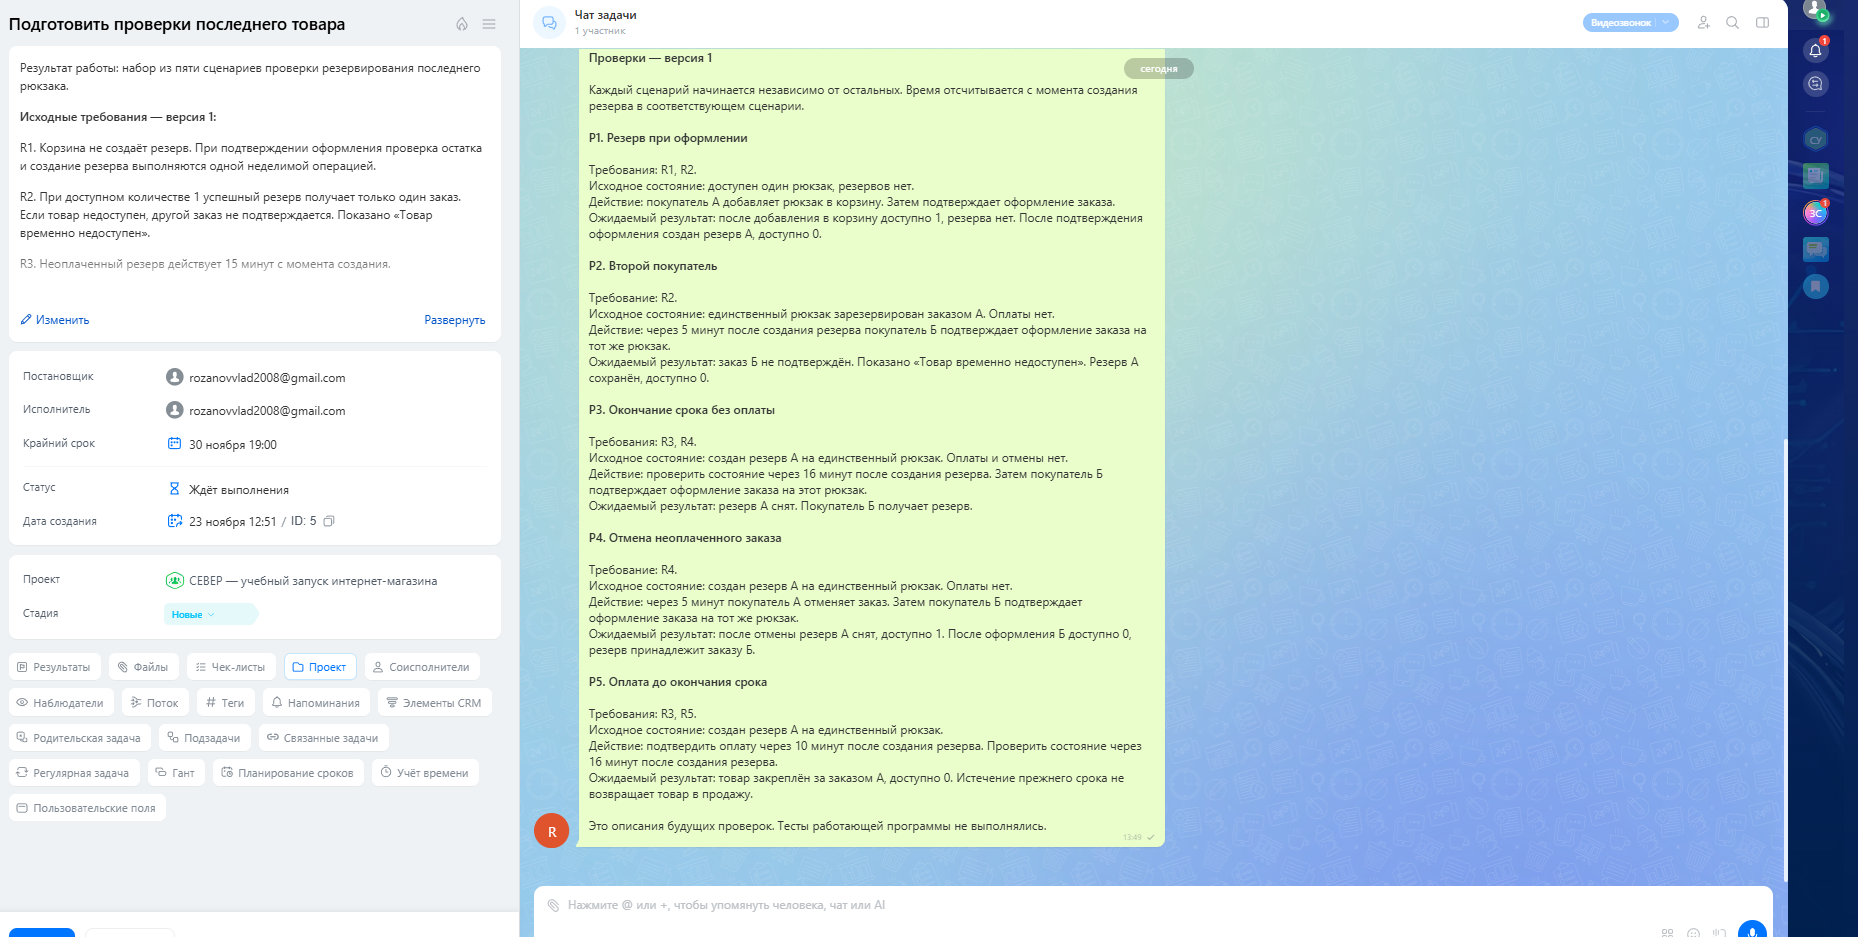 Подготовить проверки последнего товара
Результат работы: набор из пяти сценариев проверки резервирования последнего
рюкзака.
Исходные требования — версия 1:
R1. Корзина не создаёт резерв. При подтверждении оформления проверка остатка
и создание резерва выполняются одной неделимой операцией.
R2. При доступном количестве 1 успешный резерв получает только один заказ.
Если товар недоступен, другой заказ не подтверждается. Показано «Товар
временно недоступен».
R3. Неоплаченный резерв действует 15 минут с момента создания.
Изменить
Развернуть
Постановщик
rozanovvlad2008@gmail.com
Исполнитель
rozanovvlad2008@gmail.com
Крайний срок
30 ноября 19:00
Статус
Ждёт выполнения
Дата создания
23 ноября 12:51 / ID: 5
Проект
СЕВЕР — учебный запуск интернет-магазина
Стадия
Новые
Результаты
Файлы
Чек-листы
Проект
Соисполнители
Наблюдатели
Поток
Теги
Напоминания
Элементы CRM
Родительская задача
Подзадачи
Связанные задачи
Регулярная задача
Гант
Планирование сроков
Учёт времени
Пользовательские поля
Чат задачи
1 участник
Видеозвонок
сегодня
Проверки — версия 1
Каждый сценарий начинается независимо от остальных. Время отсчитывается с момента создания
резерва в соответствующем сценарии.
P1. Резерв при оформлении
Требования: R1, R2.
Исходное состояние: доступен один рюкзак, резервов нет.
Действие: покупатель А добавляет рюкзак в корзину. Затем подтверждает оформление заказа.
Ожидаемый результат: после добавления в корзину доступно 1, резерва нет. После подтверждения
оформления создан резерв А, доступно 0.
P2. Второй покупатель
Требование: R2.
Исходное состояние: единственный рюкзак зарезервирован заказом А. Оплаты нет.
Действие: через 5 минут после создания резерва покупатель Б подтверждает оформление заказа на
тот же рюкзак.
Ожидаемый результат: заказ Б не подтверждён. Показано «Товар временно недоступен». Резерв А
сохранён, доступно 0.
P3. Окончание срока без оплаты
Требования: R3, R4.
Исходное состояние: создан резерв А на единственный рюкзак. Оплаты и отмены нет.
Действие: проверить состояние через 16 минут после создания резерва. Затем покупатель Б
подтверждает оформление заказа на этот рюкзак.
Ожидаемый результат: резерв А снят. Покупатель Б получает резерв.
P4. Отмена неоплаченного заказа
Требование: R4.
Исходное состояние: создан резерв А на единственный рюкзак. Оплаты нет.
Действие: через 5 минут покупатель А отменяет заказ. Затем покупатель Б подтверждает
оформление заказа на тот же рюкзак.
Ожидаемый результат: после отмены резерв А снят, доступно 1. После оформления Б доступно 0,
резерв принадлежит заказу Б.
P5. Оплата до окончания срока
Требования: R3, R5.
Исходное состояние: создан резерв А на единственный рюкзак.
Действие: подтвердить оплату через 10 минут после создания резерва. Проверить состояние через
16 минут после создания резерва.
Ожидаемый результат: товар закреплён за заказом А, доступно 0. Истечение прежнего срока не
возвращает товар в продажу.
Это описания будущих проверок. Тесты работающей программы не выполнялись.
13:49
R
Нажмите @ или +, чтобы упомянуть человека, чат или AI
1
CY
1
ЗС